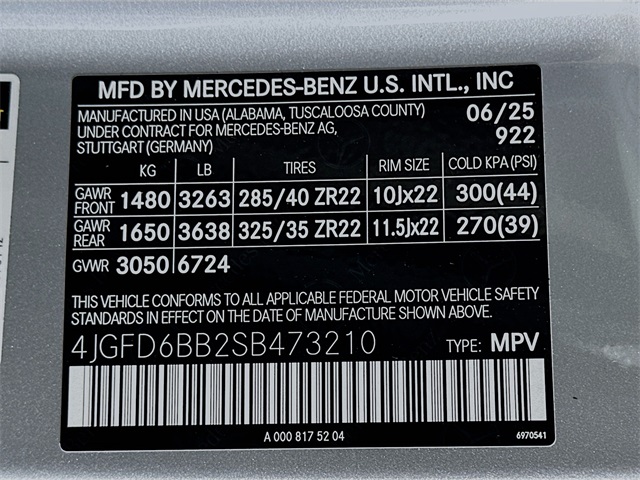 MFD BY MERCEDES-BENZ U.S. INTL., INC
MANUFACTURED IN USA (ALABAMA, TUSCALOOSA COUNTY) 06/25
UNDER CONTRACT FOR MERCEDES-BENZ AG, 922
STUTTGART (GERMANY)
KG LB TIRES RIM SIZE COLD KPA (PSI)
GAWR FRONT 1480 3263 285/40 ZR22 10Jx22 300(44)
GAWR REAR 1650 3638 325/35 ZR22 11.5Jx22 270(39)
GVWR 3050 6724
THIS VEHICLE CONFORMS TO ALL APPLICABLE FEDERAL MOTOR VEHICLE SAFETY
STANDARDS IN EFFECT ON THE DATE OF MANUFACTURE SHOWN ABOVE.
4JGFD6BB2SB473210 TYPE: MPV
A 000 817 52 04 6970541